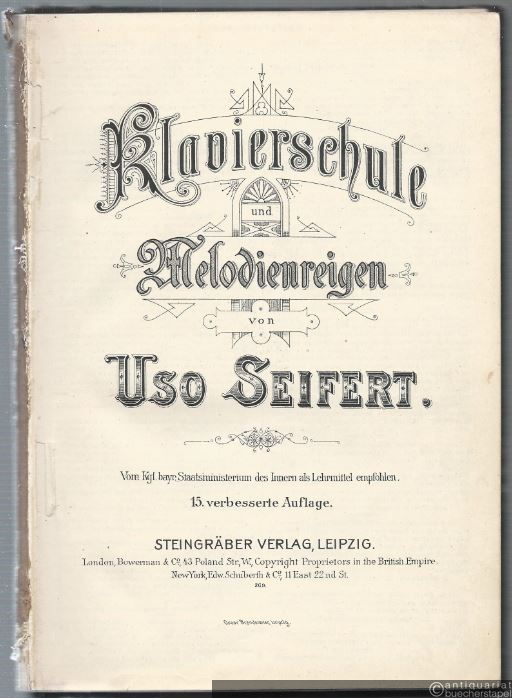 Klavierschule
und
Melodienreigen
von
USO SEIFERT.
Vom Kgl. bayr. Staatsministerium des Innern als Lehrmittel empfohlen.
15. verbesserte Auflage.
STEINGRÄBER VERLAG, LEIPZIG.
London, Bowerman & Co, 43 Poland Str, W, Copyright Proprietors in the British Empire.
New York, Edw. Schuberth & Co, 11 East 22nd St.
Leipzig.
antiquariat
buecherstapel